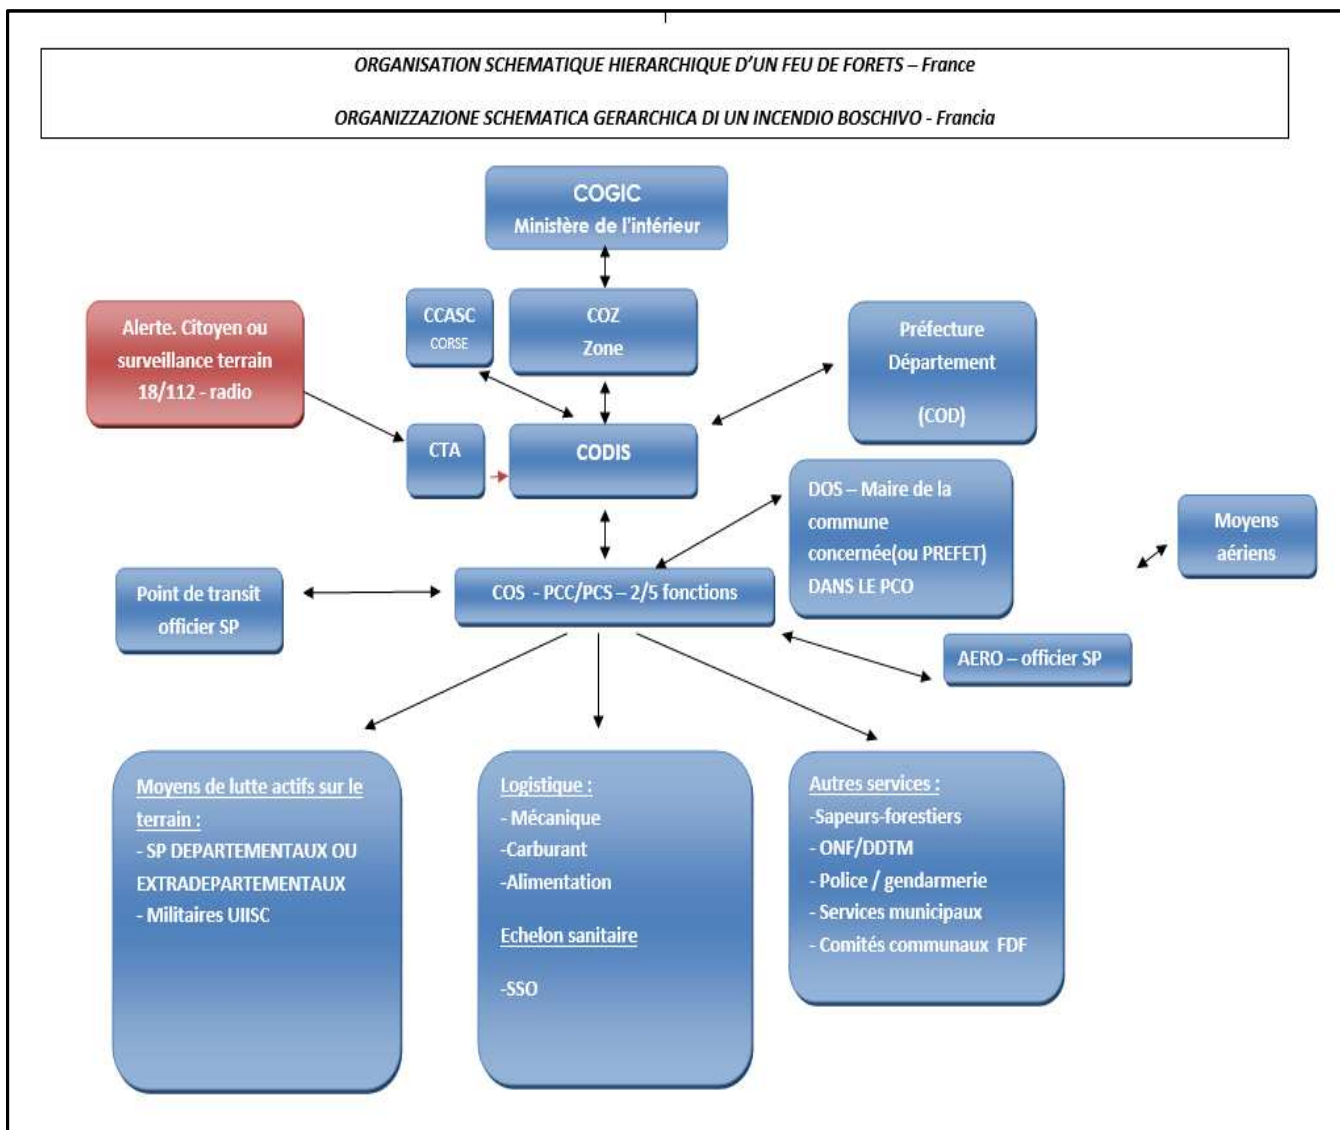 ORGANISATION SCHEMATIQUE HIERARCHIQUE D'UN FEU DE FORETS – France
ORGANIZZAZIONE SCHEMATICA GERARCHICA DI UN INCENDIO BOSCHIVO - Francia
COGIC
Ministère de l'intérieur
Alerte. Citoyen ou
surveillance terrain
18/112 - radio
CCASC
CORSE
COZ
Zone
Préfecture
Département
(COD)
CTA
CODIS
DOS – Maire de la
commune
concernée(ou PREFET)
DANS LE PCO
Moyens
aériens
Point de transit
officier SP
COS - PCC/PCS – 2/5 fonctions
AERO – officier SP
Moyens de lutte actifs sur le
terrain :
- SP DEPARTEMENTAUX OU
EXTRADEPARTEMENTAUX
- Militaires UIISC
Logistique :
- Mécanique
-Carburant
-Alimentation
Echelon sanitaire
-SSO
Autres services :
-Sapeurs-forestiers
- ONF/DDTM
- Police / gendarmerie
- Services municipaux
- Comités communaux FDF